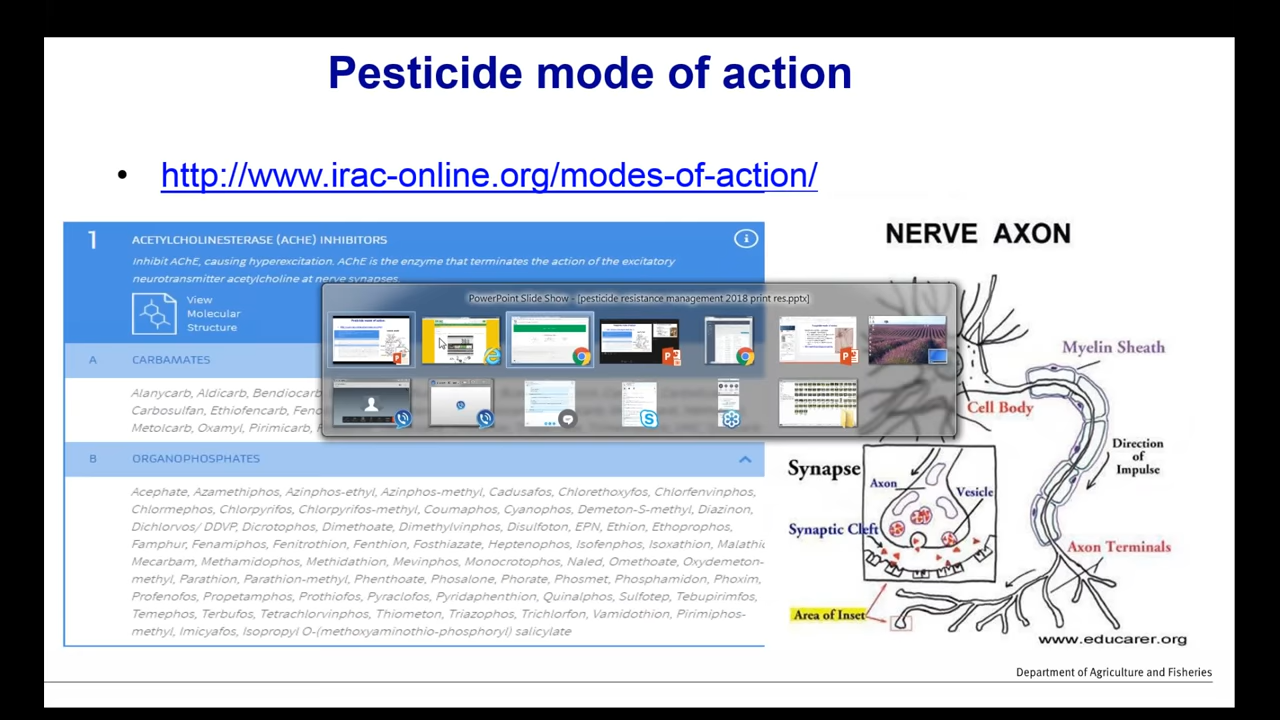 Pesticide mode of action
• http://www.irac-online.org/modes-of-action/
1 ACETYLCHOLINESTERASE (ACHE) INHIBITORS
Inhibit AChE, causing hyperexcitation. AChE is the enzyme that terminates the action of the excitatory
neurotransmitter acetylcholine at nerve synapses.
View
Molecular
Structure
PowerPoint Slide Show - [pesticide resistance management 2018 print res.pptx]
A CARBAMATES
Alanycarb, Aldicarb, Bendiocarb
Carbosulfan, Ethiofencarb,
Metolcarb, Oxamyl, Pirimicarb,
B ORGANOPHOSPHATES
Acephate, Azamethiphos, Azinphos-ethyl, Azinphos-methyl, Cadusafos, Chlorethoxyfos, Chlorfenvinphos,
Chlormephos, Chlorpyrifos, Chlorpyrifos-methyl, Coumaphos, Cyanophos, Demeton-S-methyl, Diazinon,
Dichlorvos/ DDVP, Dicrotophos, Dimethoate, Dimethylvinphos, Disulfoton, EPN, Ethion, Ethoprophos,
Famphur, Fenamiphos, Fenitrothion, Fenthion, Fosthiazate, Heptenophos, Isofenphos, Isoxathion, Malathic
Mecarbam, Methamidophos, Methidathion, Mevinphos, Monocrotophos, Naled, Omethoate, Oxydemeton-
methyl, Parathion, Parathion-methyl, Phenthoate, Phosalone, Phorate, Phosmet, Phosphamidon, Phoxim,
Profenofos, Propetamphos, Prothiofos, Pyraclofos, Pyridaphenthion, Quinalphos, Sulfotep, Tebupirimfos,
Temephos, Terbufos, Tetrachlorvinphos, Thiometon, Triazophos, Trichlorfon, Vamidothion, Pirimiphos-
methyl, Imicyafos, Isopropyl O-(methoxyaminothio-phosphoryl) salicylate
NERVE AXON
Myelin Sheath
Cell Body
Direction
of
Impulse
Synapse
Axon
Vesicle
Synaptic Cleft
Axon Terminals
Area of Inset
www.educarer.org
Department of Agriculture and Fisheries